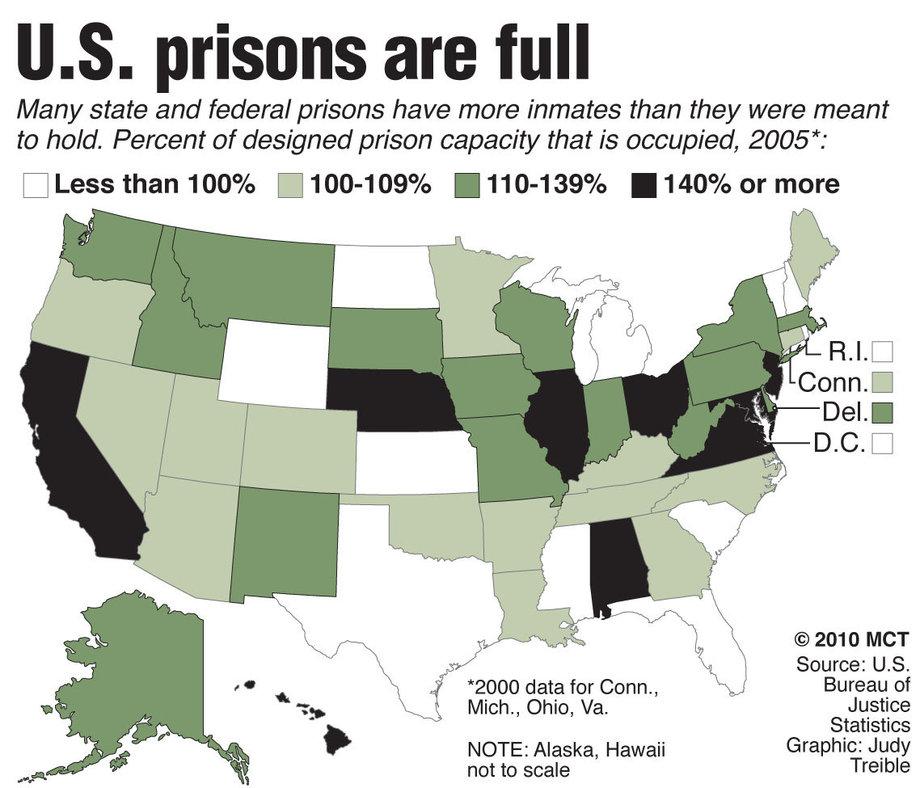 U.S. prisons are full
Many state and federal prisons have more inmates than they were meant
to hold. Percent of designed prison capacity that is occupied, 2005*:
Less than 100% 100-109% 110-139% 140% or more
R.I.
Conn.
Del.
D.C.
*2000 data for Conn.,
Mich., Ohio, Va.
NOTE: Alaska, Hawaii
not to scale
© 2010 MCT
Source: U.S.
Bureau of
Justice
Statistics
Graphic: Judy
Treible